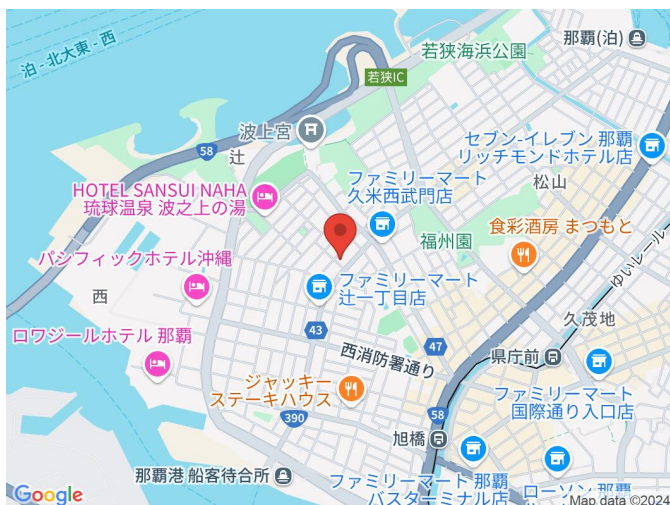 那覇(泊)
若狭海浜公園
泊 - 北大東 - 西
若狭IC
波上宮
58
辻
セブン-イレブン 那覇
リッチモンドホテル店
ファミリーマート
久米西武門店
松山
HOTEL SANSUI NAHA
琉球温泉 波之上の湯
福州園
食彩酒房 まつもと
ゆいレール
パシフィックホテル沖縄
ファミリーマート
辻一丁目店
西
久茂地
43
47
ロワジールホテル 那覇
西消防署通り
県庁前
ジャッキー
ステーキハウス
ファミリーマート
国際通り入口店
58
390
旭橋
那覇港 船客待合所
ファミリーマート 那覇
バスターミナル店
ローソン 那覇
Google
Map data ©2024